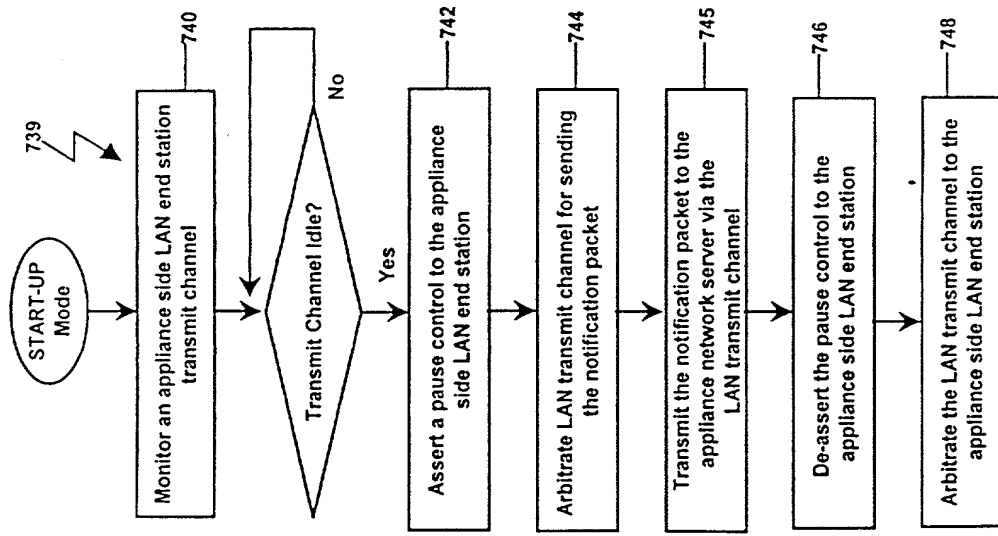 START-UP
Mode
739
Monitor an appliance side LAN end station
transmit channel
740
Transmit Channel Idle?
No
Yes
Assert a pause control to the appliance
side LAN end station
742
Arbitrate LAN transmit channel for sending
the notification packet
744
Transmit the notification packet to the
appliance network server via the
LAN transmit channel
745
De-assert the pause control to the
appliance side LAN end station
746
Arbitrate the LAN transmit channel to the
appliance side LAN end station
748